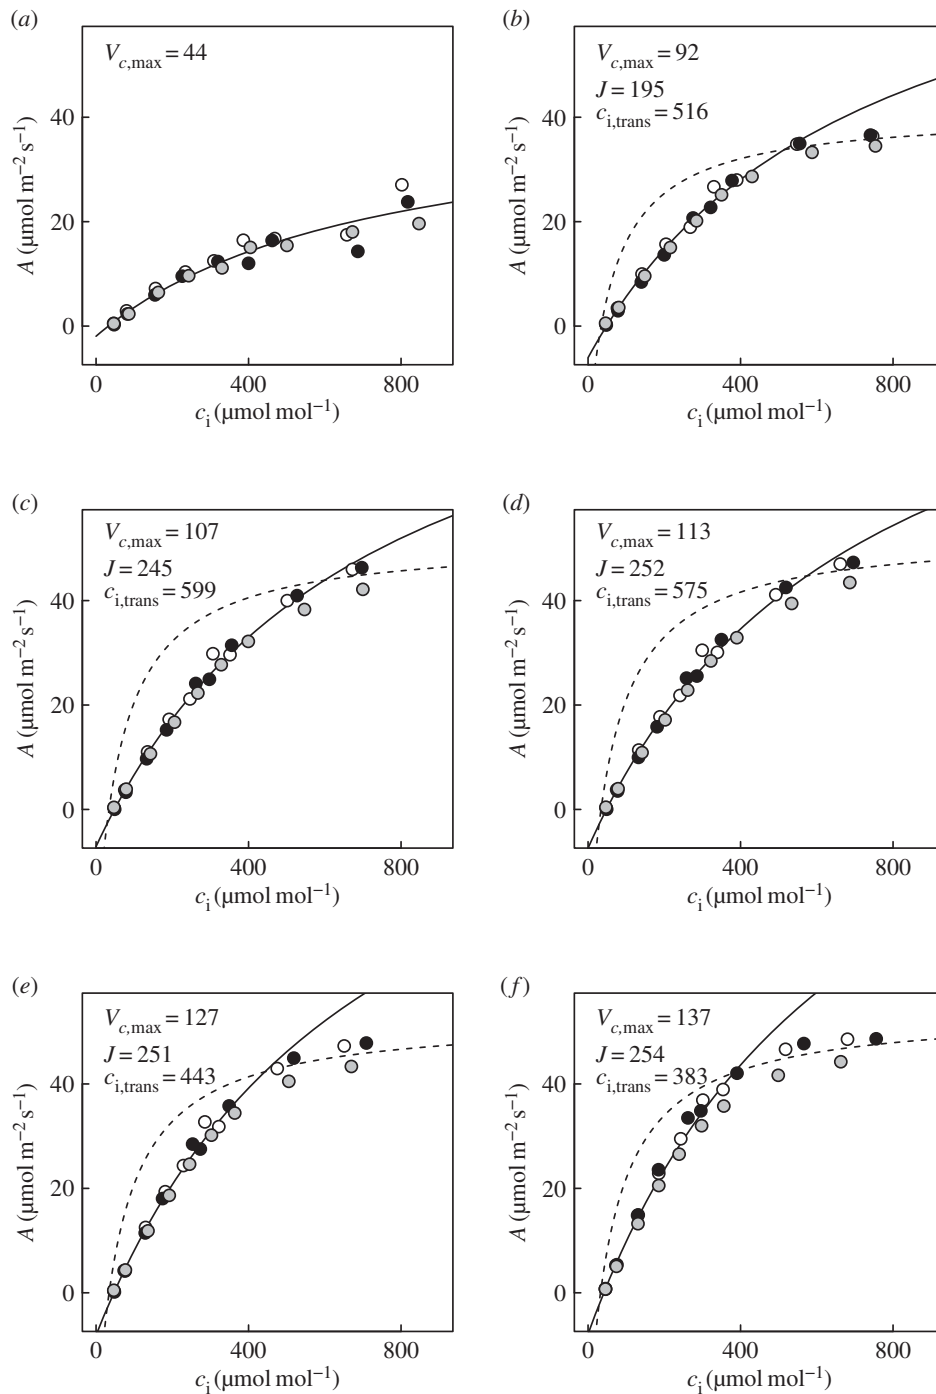 (a)
V_c,max = 44
A (µmol m⁻² s⁻¹)
40
20
0
0 400 800
c_i (µmol mol⁻¹)
(b)
V_c,max = 92
J = 195
c_i,trans = 516
A (µmol m⁻² s⁻¹)
40
20
0
0 400 800
c_i (µmol mol⁻¹)
(c)
V_c,max = 107
J = 245
c_i,trans = 599
A (µmol m⁻² s⁻¹)
40
20
0
0 400 800
c_i (µmol mol⁻¹)
(d)
V_c,max = 113
J = 252
c_i,trans = 575
A (µmol m⁻² s⁻¹)
40
20
0
0 400 800
c_i (µmol mol⁻¹)
(e)
V_c,max = 127
J = 251
c_i,trans = 443
A (µmol m⁻² s⁻¹)
40
20
0
0 400 800
c_i (µmol mol⁻¹)
(f)
V_c,max = 137
J = 254
c_i,trans = 383
A (µmol m⁻² s⁻¹)
40
20
0
0 400 800
c_i (µmol mol⁻¹)